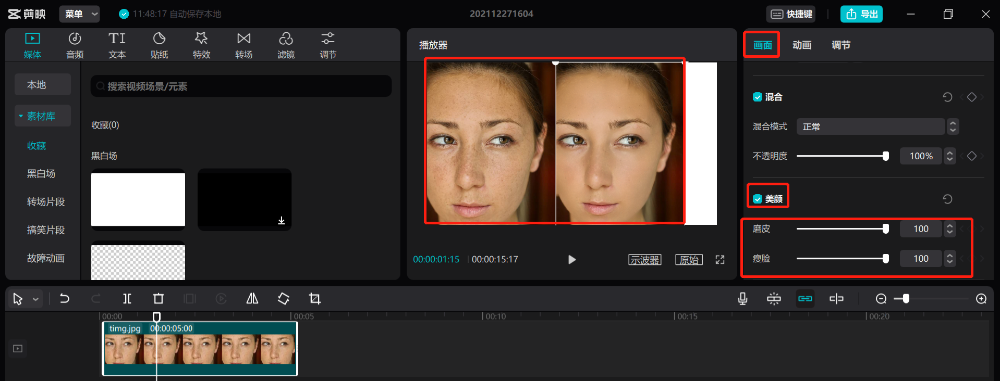 剪映
菜单
11:48:17 自动保存本地
202112271604
快捷键
导出
媒体
音频
TI
文本
贴纸
特效
转场
滤镜
调节
本地
素材库
收藏
黑白场
转场片段
搞笑片段
故障动画
搜索视频场景/元素
收藏(0)
黑白场
播放器
00:00:01:15
00:00:15:17
示波器
原始
画面
动画
调节
混合
混合模式
正常
不透明度
100%
美颜
磨皮
100
瘦脸
100
00:00
00:05
00:10
00:15
00:20
timg.jpg 00:00:05:00